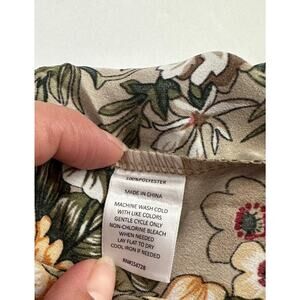 100%POLYESTER
MADE IN CHINA
MACHINE WASH COLD
WITH LIKE COLORS
GENTLE CYCLE ONLY
NON-CHLORINE BLEACH
WHEN NEEDED
LAY FLAT TO DRY
COOL IRON IF NEEDED